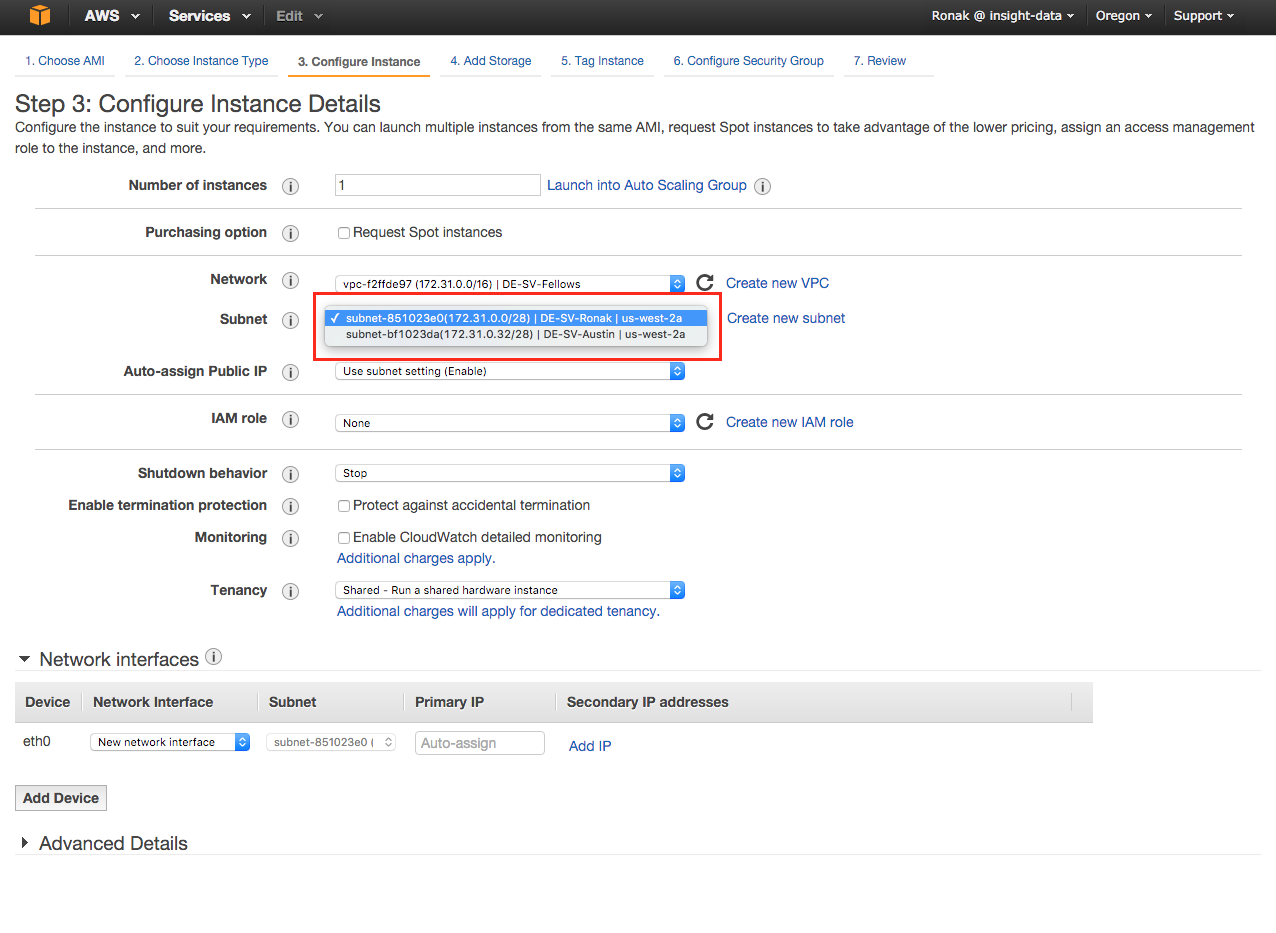 AWS Services Edit Ronak @ insight-data Oregon Support
1. Choose AMI 2. Choose Instance Type 3. Configure Instance 4. Add Storage 5. Tag Instance 6. Configure Security Group 7. Review
Step 3: Configure Instance Details
Configure the instance to suit your requirements. You can launch multiple instances from the same AMI, request Spot instances to take advantage of the lower pricing, assign an access management
role to the instance, and more.
Number of instances 1 Launch into Auto Scaling Group
Purchasing option Request Spot instances
Network vpc-f2ffde97 (172.31.0.0/16) | DE-SV-Fellows Create new VPC
Subnet ✓ subnet-851023e0(172.31.0.0/28) | DE-SV-Ronak | us-west-2a Create new subnet
subnet-bf1023da(172.31.0.32/28) | DE-SV-Austin | us-west-2a
Auto-assign Public IP Use subnet setting (Enable)
IAM role None Create new IAM role
Shutdown behavior Stop
Enable termination protection Protect against accidental termination
Monitoring Enable CloudWatch detailed monitoring
Additional charges apply.
Tenancy Shared - Run a shared hardware instance
Additional charges will apply for dedicated tenancy.
Network interfaces
Device Network Interface Subnet Primary IP Secondary IP addresses
eth0 New network interface subnet-851023e0 ( Auto-assign Add IP
Add Device
Advanced Details